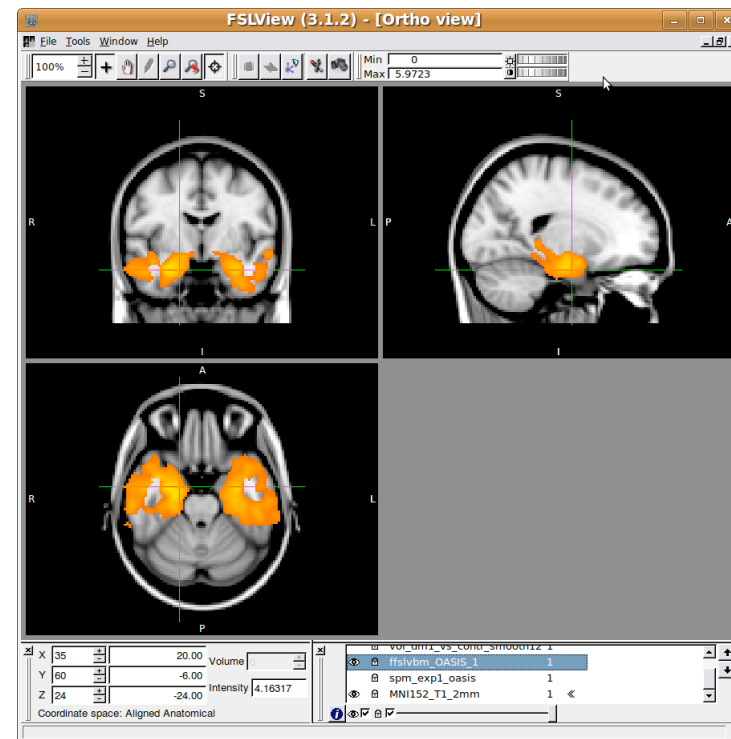 FSLView (3.1.2) - [Ortho view]
File Tools Window Help
100%
Min 0
Max 5.9723
S
S
R
L
P
A
I
I
A
R
L
P
X 35 20.00
Y 60 -6.00
Z 24 -24.00
Volume 0
Intensity 4.16317
Coordinate space: Aligned Anatomical
ffslvbm_OASIS_1 1
spm_exp1_oasis 1
MNI152_T1_2mm 1